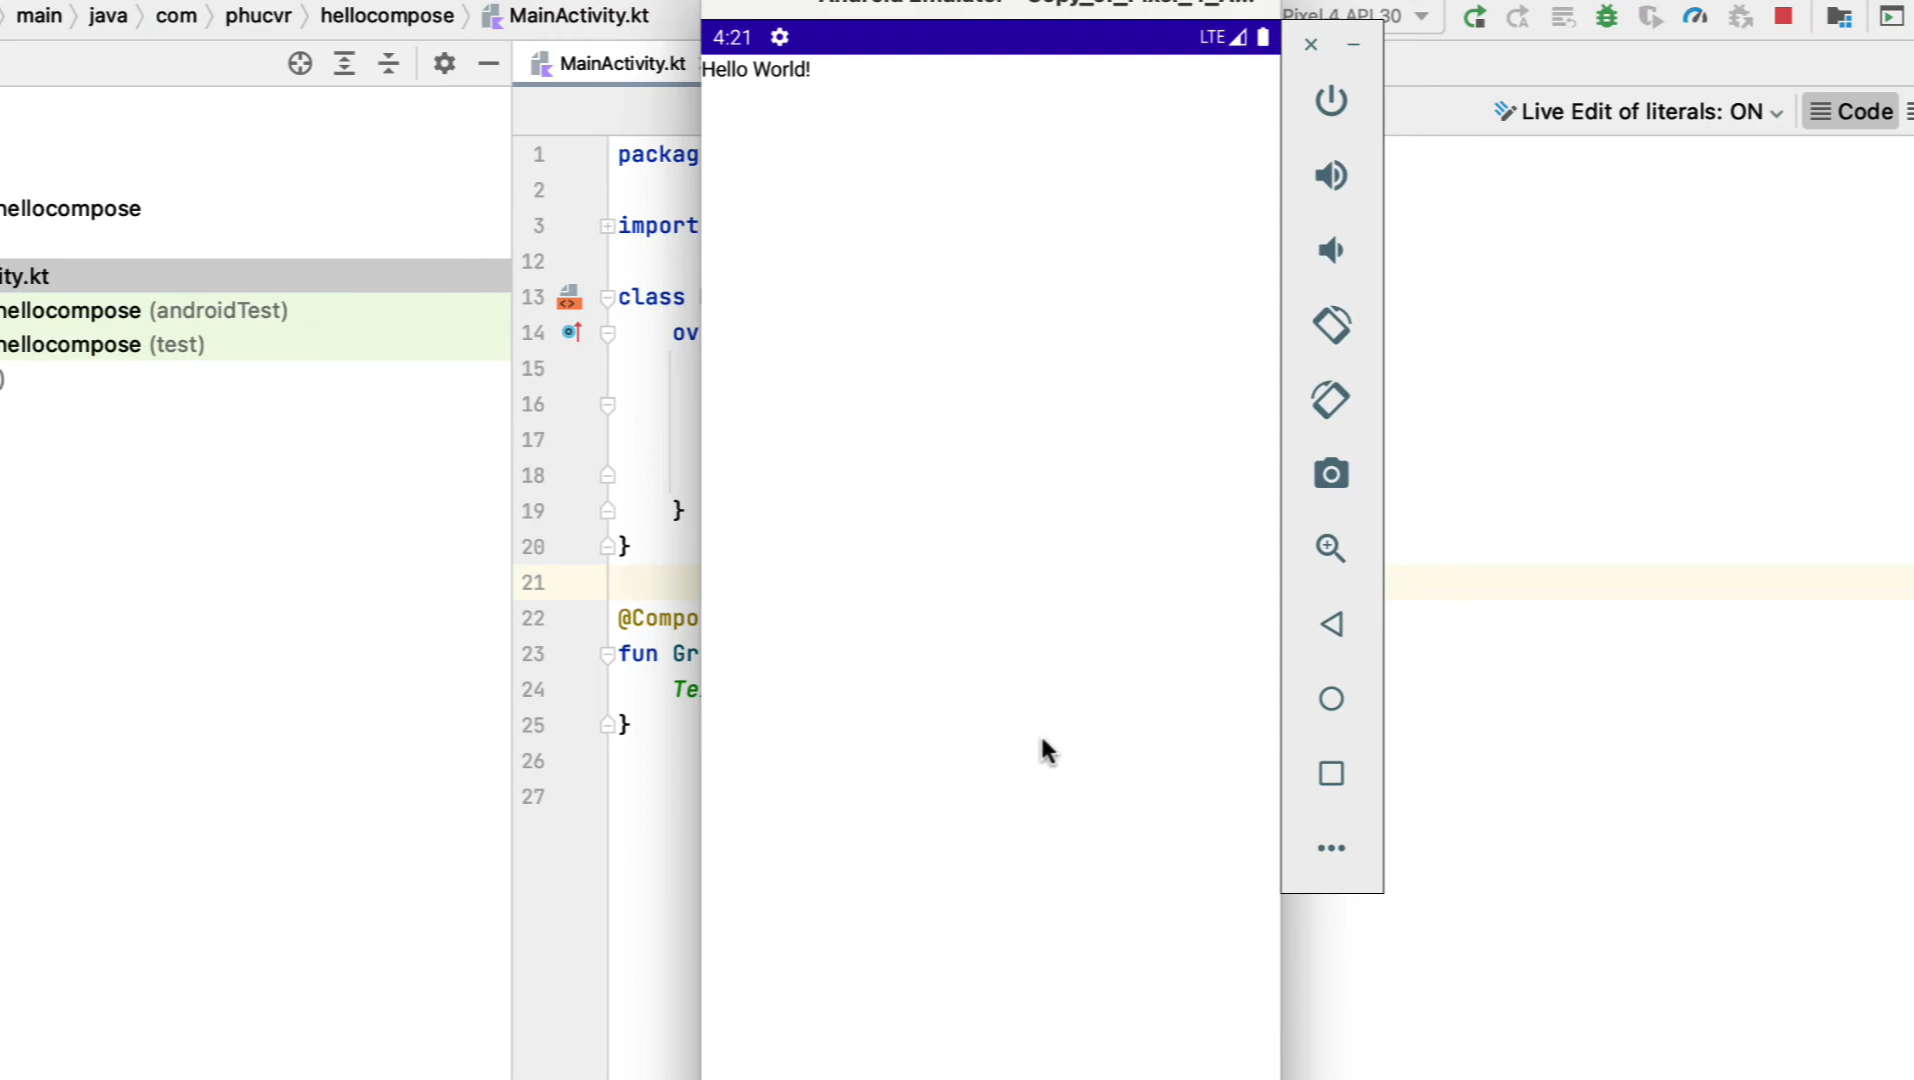 main java com phucvr hellocompose MainActivity.kt
Pixel 4 API 30
4:21 LTE
MainActivity.kt
Hello World!
Live Edit of literals: ON Code
1 packag
2
hellocompose
3 import
12
ity.kt
13 class
hellocompose (androidTest)
14 ov
hellocompose (test)
15
)
16
17
18
19 }
20 }
21
22 @Compo
23 fun Gr
24 Te
25 }
26
27